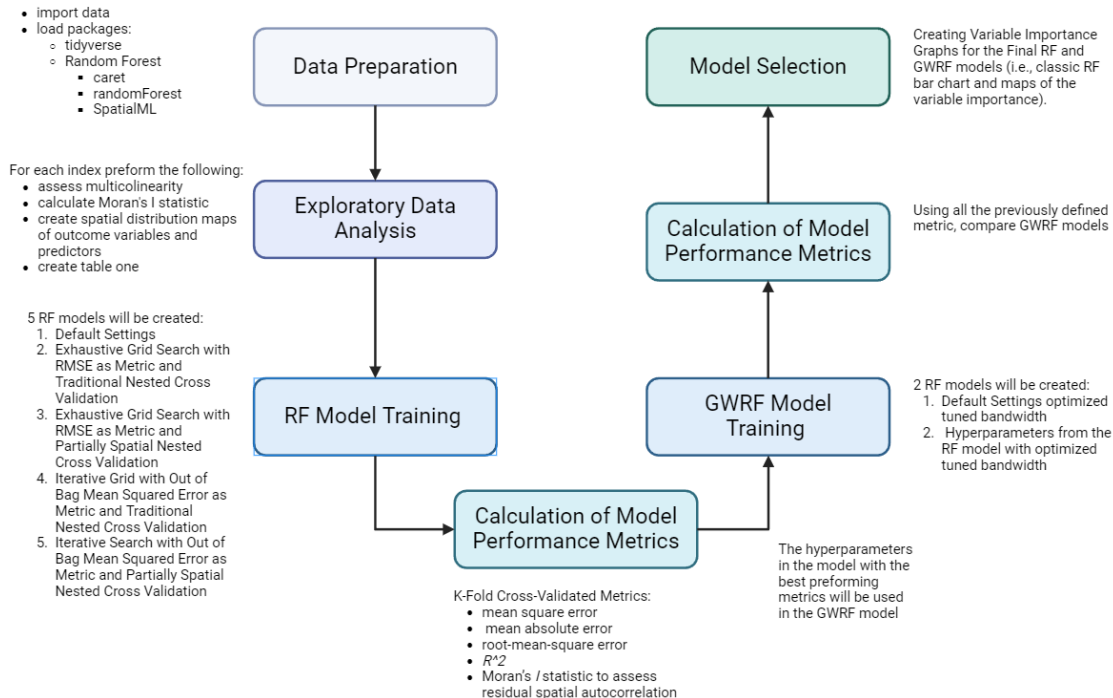 • import data
• load packages:
○ tidyverse
○ Random Forest
▪ caret
▪ randomForest
▪ SpatialML
Data Preparation
For each index preform the following:
• assess multicolinearity
• calculate Moran's I statistic
• create spatial distribution maps
of outcome variables and
predictors
• create table one
Exploratory Data
Analysis
5 RF models will be created:
1. Default Settings
2. Exhaustive Grid Search with
RMSE as Metric and
Traditional Nested Cross
Validation
3. Exhaustive Grid Search with
RMSE as Metric and
Partially Spatial Nested
Cross Validation
4. Iterative Grid with Out of
Bag Mean Squared Error as
Metric and Traditional
Nested Cross Validation
5. Iterative Search with Out of
Bag Mean Squared Error as
Metric and Partially Spatial
Nested Cross Validation
RF Model Training
Calculation of Model
Performance Metrics
K-Fold Cross-Validated Metrics:
• mean square error
• mean absolute error
• root-mean-square error
• R^2
• Moran's I statistic to assess
residual spatial autocorrelation
The hyperparameters
in the model with the
best preforming
metrics will be used
in the GWRF model
GWRF Model
Training
2 RF models will be created:
1. Default Settings optimized
tuned bandwidth
2. Hyperparameters from the
RF model with optimized
tuned bandwidth
Calculation of Model
Performance Metrics
Using all the previously defined
metric, compare GWRF models
Model Selection
Creating Variable Importance
Graphs for the Final RF and
GWRF models (i.e., classic RF
bar chart and maps of the
variable importance).